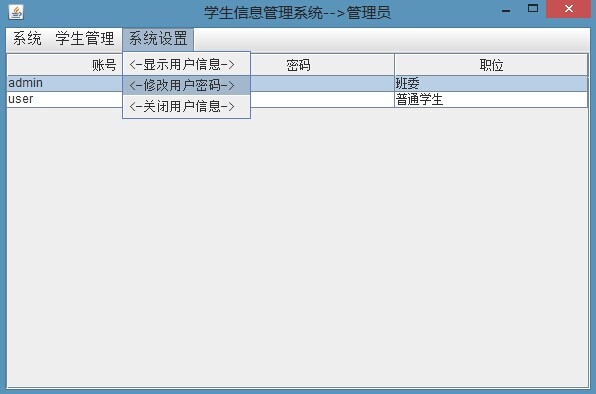 学生信息管理系统-->管理员
系统 学生管理 系统设置
账号 密码 职位
<-显示用户信息->
admin 班委
<-修改用户密码->
user 普通学生
<-关闭用户信息->